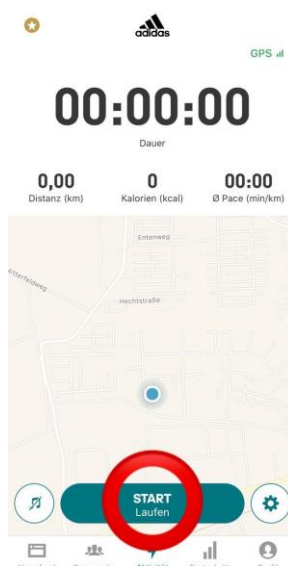 adidas
GPS
00:00:00
Dauer
0,00 0 00:00
Distanz (km) Kalorien (kcal) Ø Pace (min/km)
Entenweg
Hechtstraße
START
Laufen